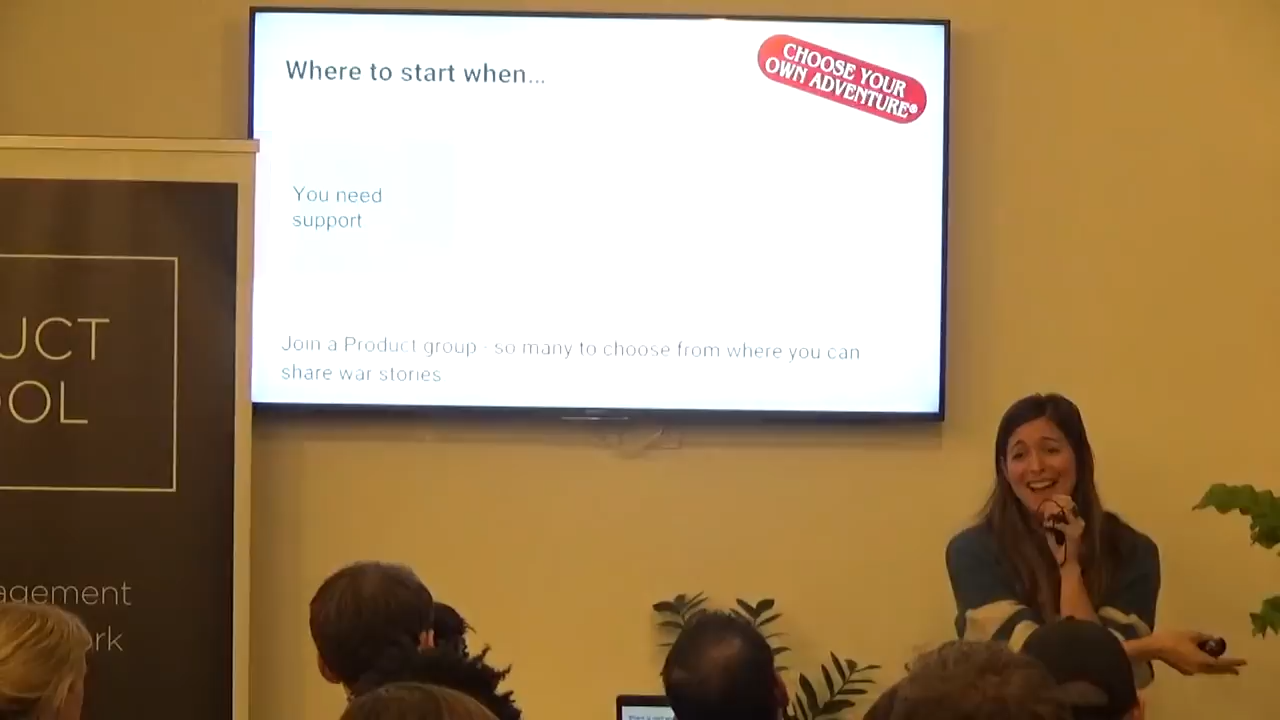 Where to start when...
CHOOSE YOUR
OWN ADVENTURE®
You need
support
Join a Product group - so many to choose from where you can
share war stories
UCT
OOL
agement
ork